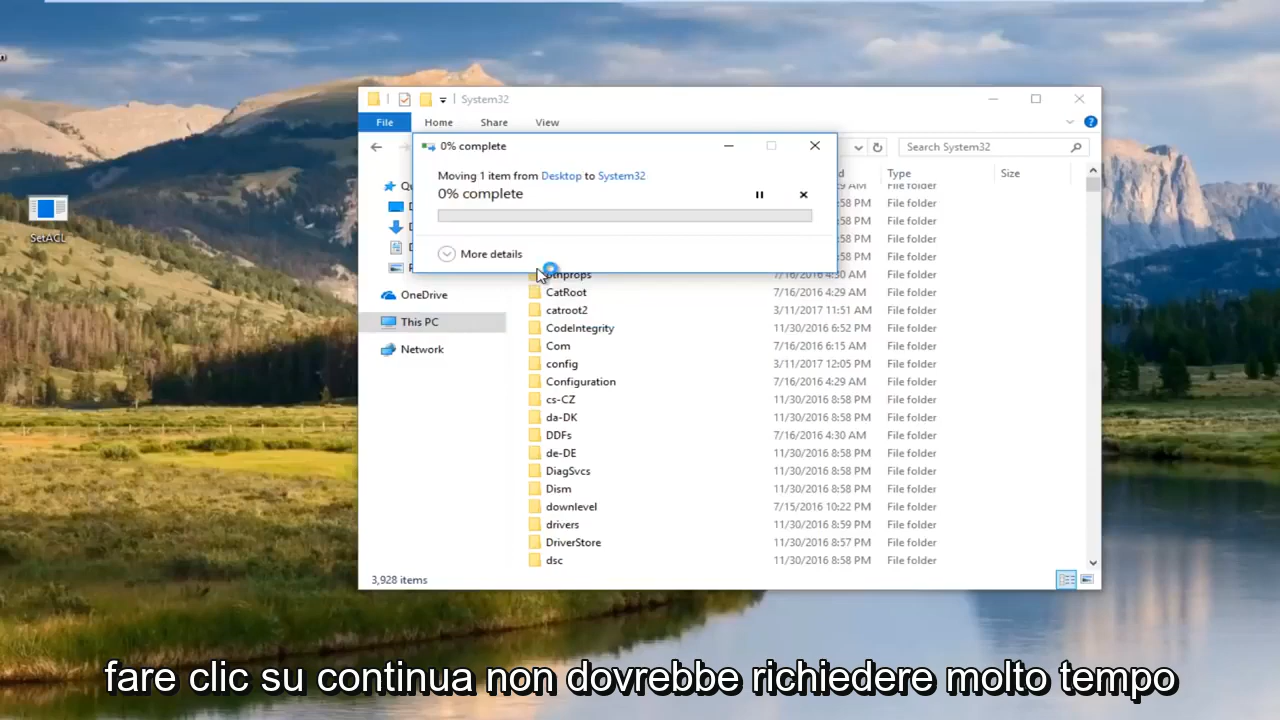 System32
File
Home
Share
View
0% complete
Search System32
Moving 1 item from Desktop to System32
0% complete
More details
Type
Size
File folder
File folder
File folder
File folder
File folder
SetACL
OneDrive
This PC
Network
7/16/2016 4:30 AM File folder
CatRoot 7/16/2016 4:29 AM File folder
catroot2 3/11/2017 11:51 AM File folder
CodeIntegrity 11/30/2016 6:52 PM File folder
Com 7/16/2016 6:15 AM File folder
config 3/11/2017 12:05 PM File folder
Configuration 7/16/2016 4:29 AM File folder
cs-CZ 11/30/2016 8:58 PM File folder
da-DK 11/30/2016 8:58 PM File folder
DDFs 7/16/2016 4:30 AM File folder
de-DE 11/30/2016 8:58 PM File folder
DiagSvcs 11/30/2016 8:58 PM File folder
Dism 11/30/2016 8:58 PM File folder
downlevel 7/15/2016 10:22 PM File folder
drivers 11/30/2016 8:59 PM File folder
DriverStore 11/30/2016 8:57 PM File folder
dsc 11/30/2016 8:58 PM File folder
3,928 items
fare clic su continua non dovrebbe richiedere molto tempo